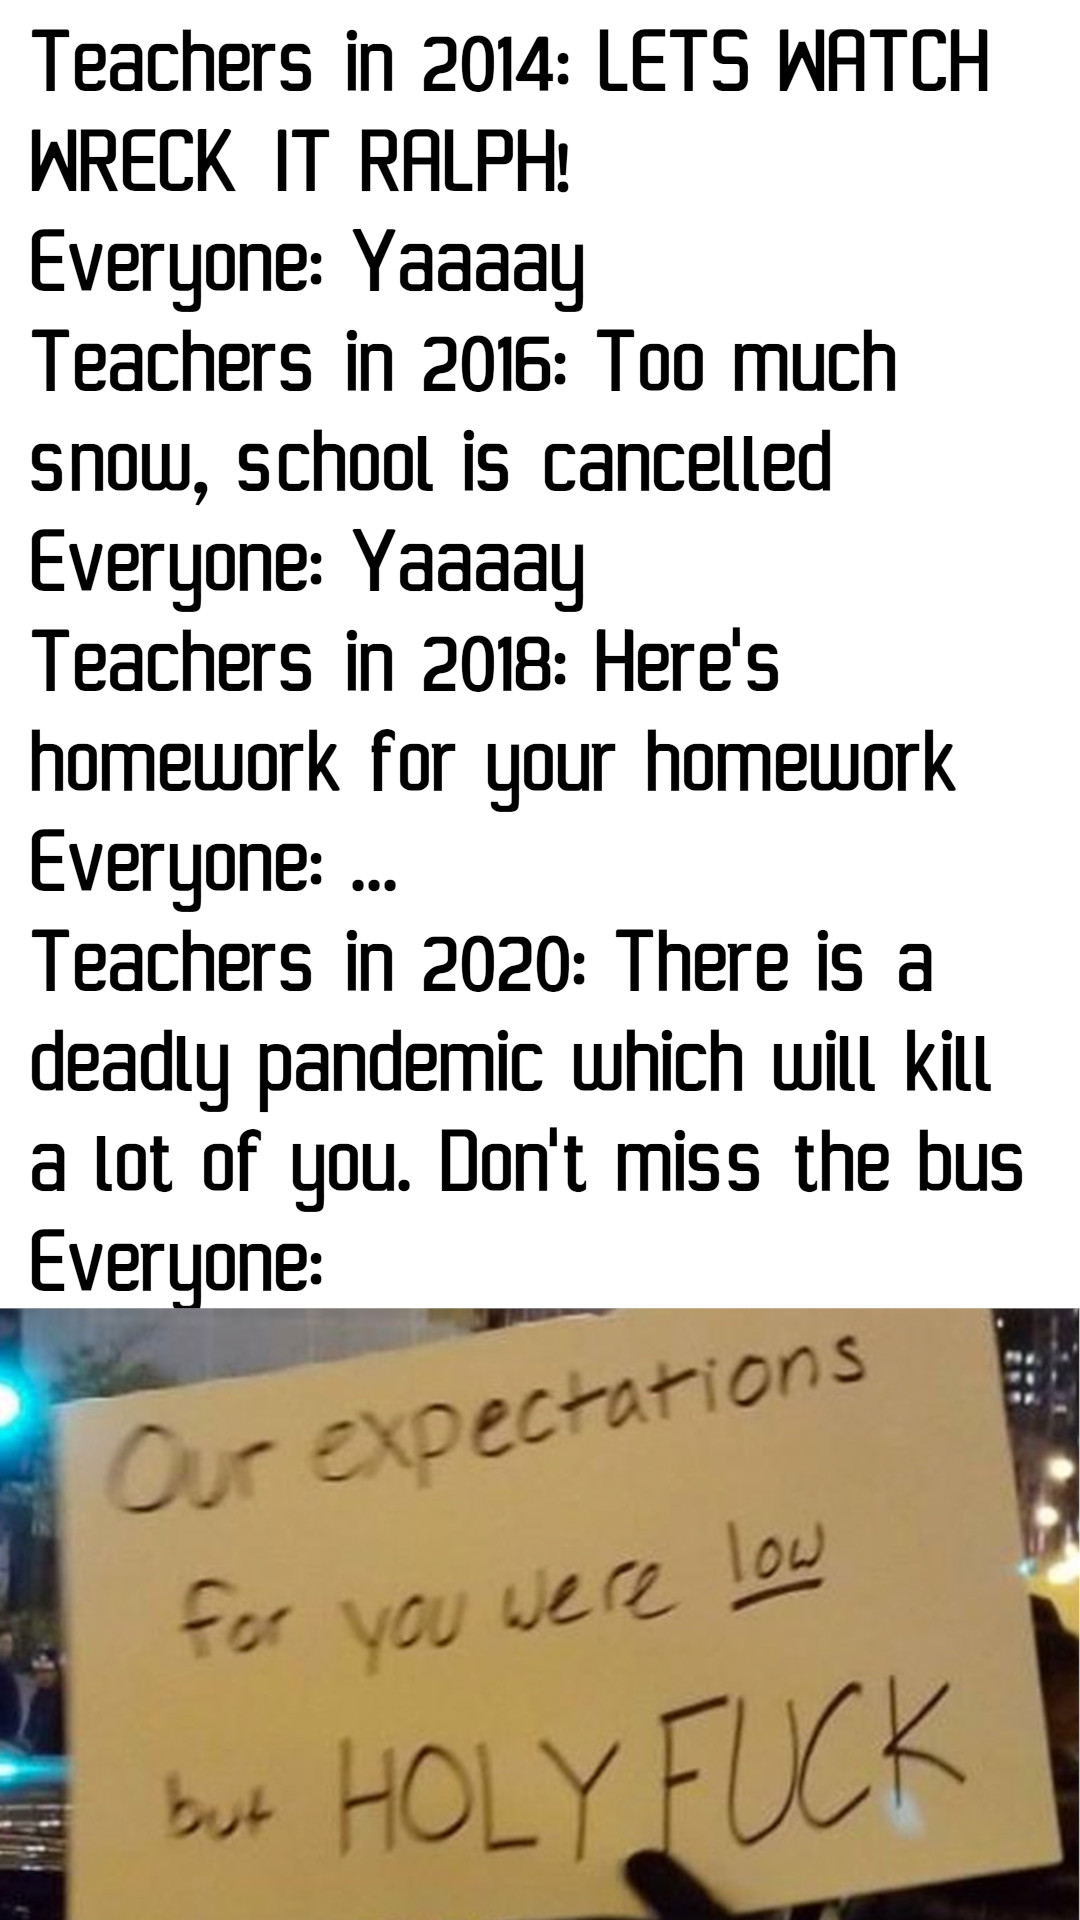 Teachers in 2014: LETS WATCH
WRECK IT RALPH!
Everyone: Yaaaay
Teachers in 2016: Too much
snow, school is cancelled
Everyone: Yaaaay
Teachers in 2018: Here's
homework for your homework
Everyone: ...
Teachers in 2020: There is a
deadly pandemic which will kill
a lot of you. Don't miss the bus
Everyone:
Our expectations
for you were low
but HOLY FUCK